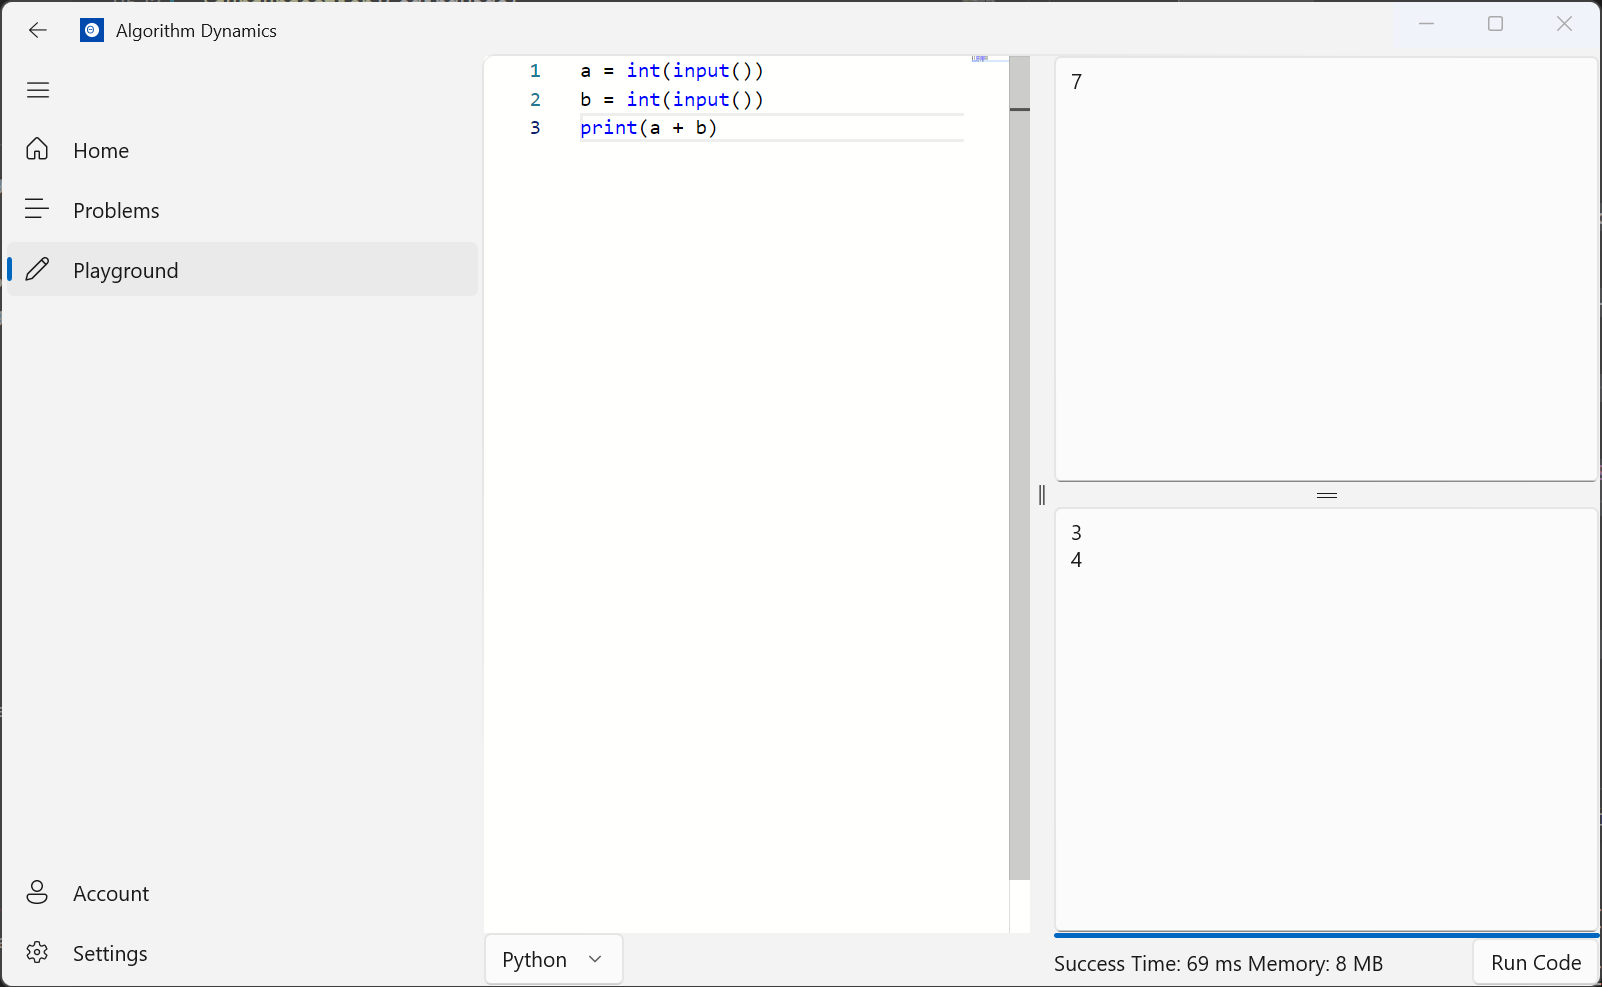 Algorithm Dynamics
Home
Problems
Playground
Account
Settings
1 a = int(input())
2 b = int(input())
3 print(a + b)
Python
7
3
4
Success Time: 69 ms Memory: 8 MB
Run Code